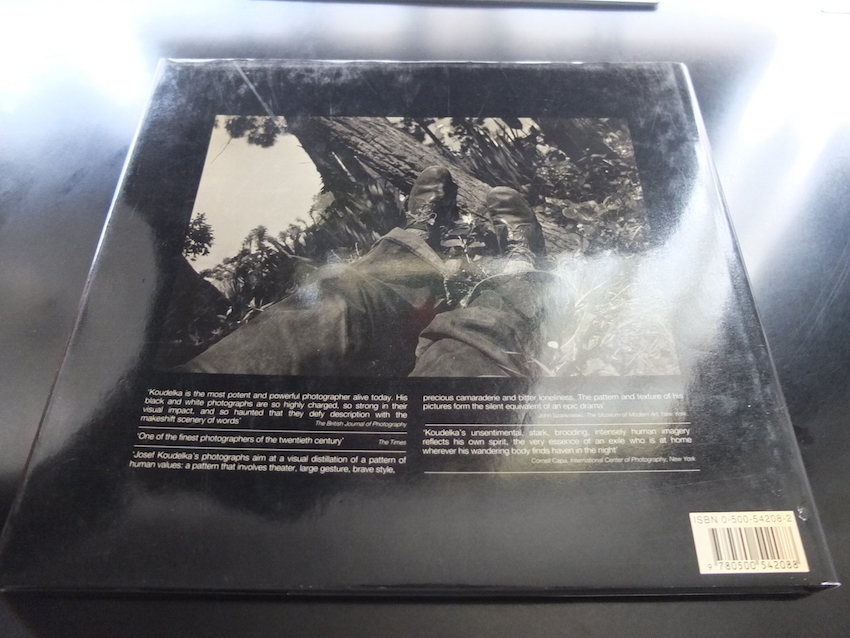 'Koudelka is the most potent and powerful photographer alive today. His
black and white photographs are so highly charged, so strong in their
visual impact, and so haunted that they defy description with the
makeshift scenery of words'
The British Journal of Photography
'One of the finest photographers of the twentieth century'
The Times
'Josef Koudelka's photographs aim at a visual distillation of a pattern of
human values: a pattern that involves theater, large gesture, brave style,
precious camaraderie and bitter loneliness. The pattern and texture of his
pictures form the silent equivalent of an epic drama'
John Szarkowski, The Museum of Modern Art, New York
'Koudelka's unsentimental, stark, brooding, intensely human imagery
reflects his own spirit, the very essence of an exile who is at home
wherever his wandering body finds haven in the night'
Cornell Capa, International Center of Photography, New York
ISBN 0-500-54208-2
9 780500 542088